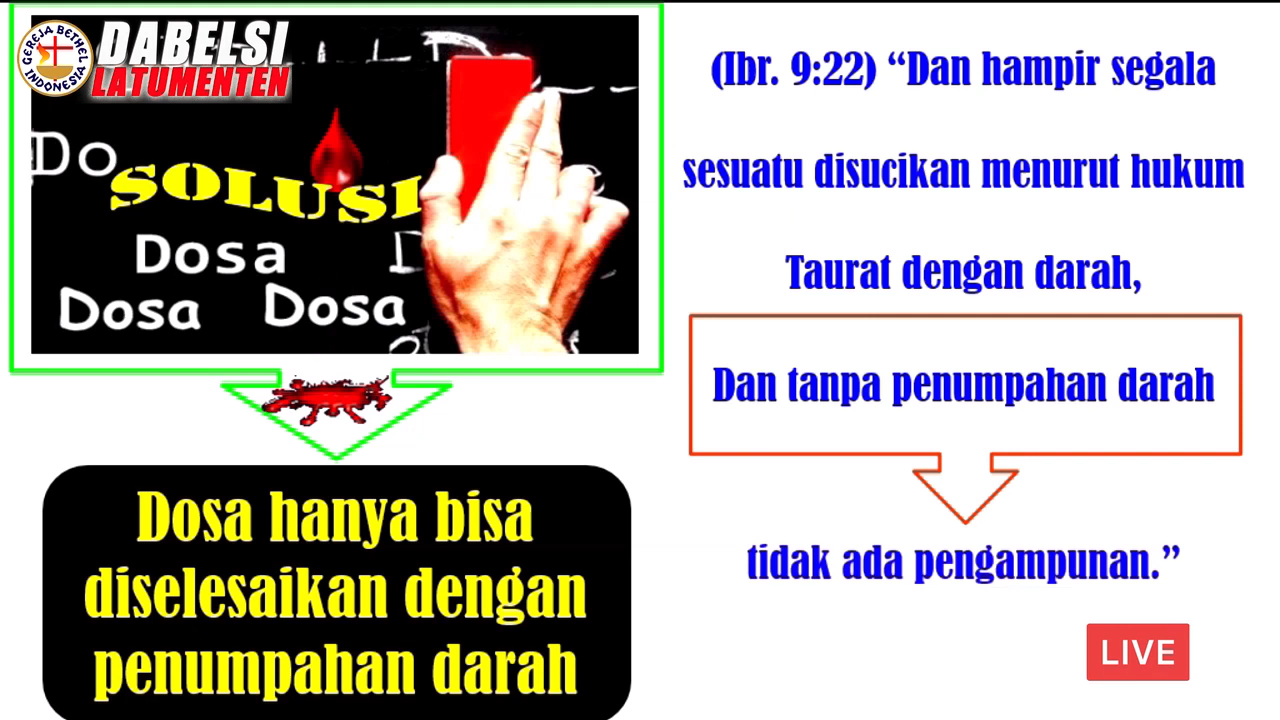 GEREJA BETHEL INDONESIA
DABELSI
LATUMENTEN
Do
SOLUSI
Dosa
D
Dosa
Dosa
Dosa hanya bisa
diselesaikan dengan
penumpahan darah
(Ibr. 9:22) “Dan hampir segala
sesuatu disucikan menurut hukum
Taurat dengan darah,
Dan tanpa penumpahan darah
tidak ada pengampunan.”
LIVE